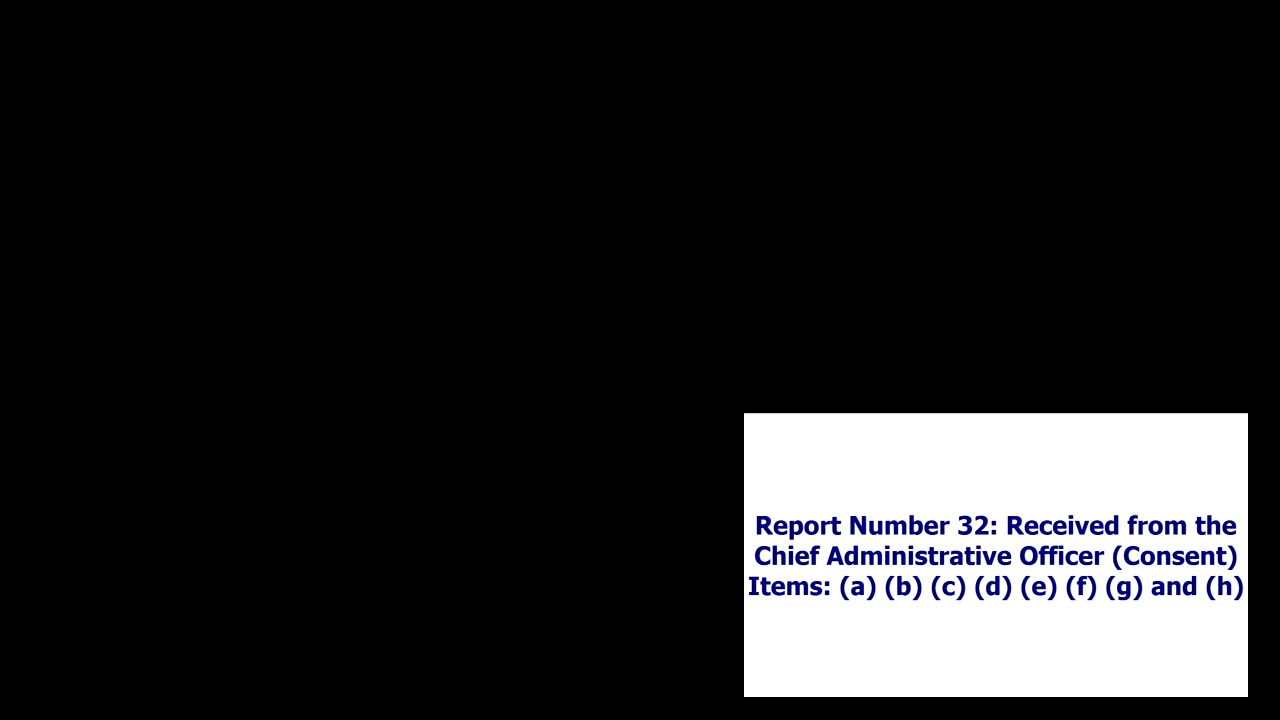 Report Number 32: Received from the
Chief Administrative Officer (Consent)
Items: (a) (b) (c) (d) (e) (f) (g) and (h)